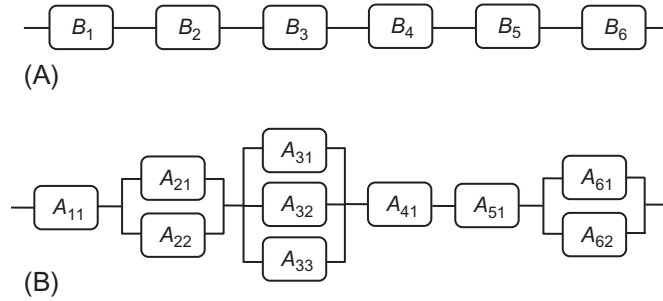 B₁ B₂ B₃ B₄ B₅ B₆
(A)
A₃₁
A₂₁ A₆₁
A₁₁ A₃₂ A₄₁ A₅₁
A₂₂ A₆₂
A₃₃
(B)